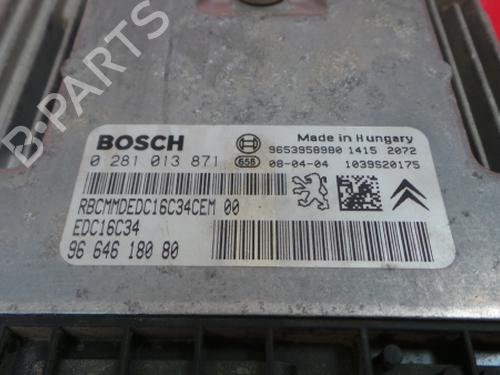 B-PARTS
BOSCH
Made in Hungary
9653958980 1415 2072
0 281 013 871
658
08-04-04 1039S20175
RBCMMDEDC16C34CEM 00
EDC16C34
96 646 180 80